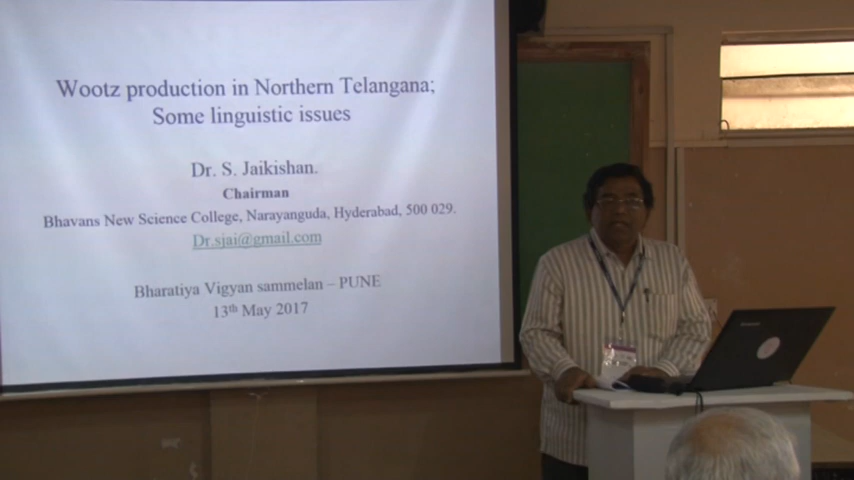 Wootz production in Northern Telangana;
Some linguistic issues
Dr. S. Jaikishan.
Chairman
Bhavans New Science College, Narayanguda, Hyderabad, 500 029.
Dr.sjai@gmail.com
Bharatiya Vigyan sammelan – PUNE
13th May 2017